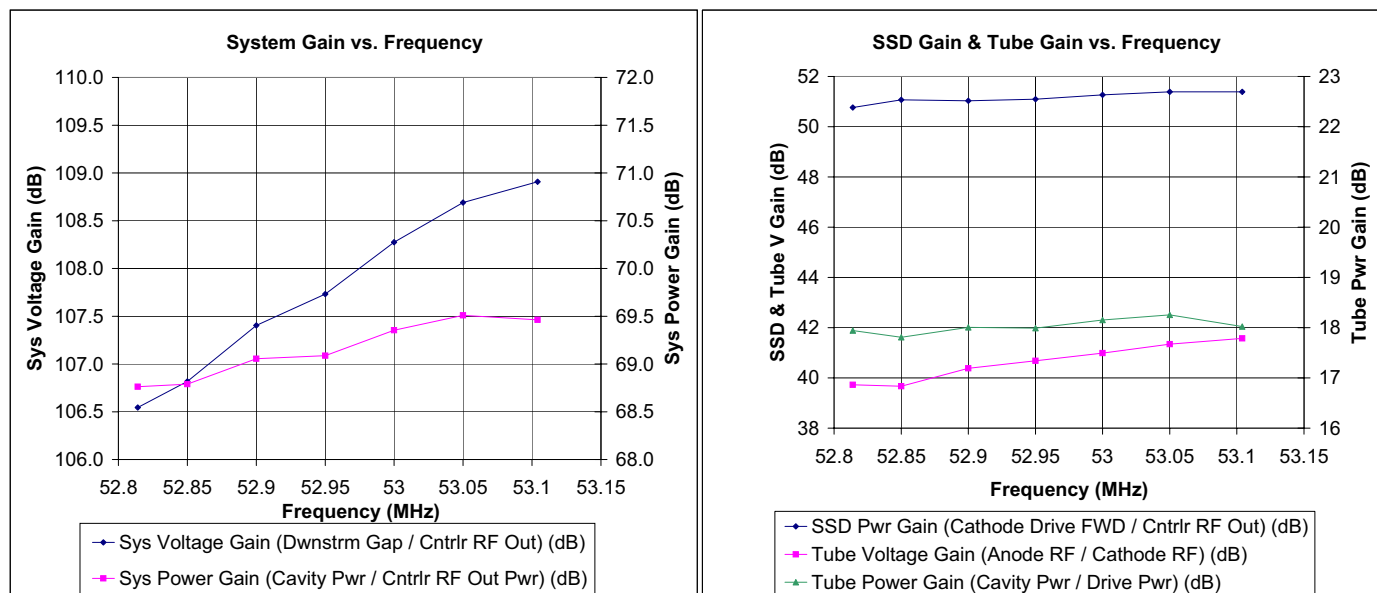 System Gain vs. Frequency
110.0
109.5
109.0
108.5
108.0
107.5
107.0
106.5
106.0
Sys Voltage Gain (dB)
72.0
71.5
71.0
70.5
70.0
69.5
69.0
68.5
68.0
Sys Power Gain (dB)
52.8 52.85 52.9 52.95 53 53.05 53.1 53.15
Frequency (MHz)
Sys Voltage Gain (Dwnstrm Gap / Cntrlr RF Out) (dB)
Sys Power Gain (Cavity Pwr / Cntrlr RF Out Pwr) (dB)
SSD Gain & Tube Gain vs. Frequency
52
50
48
46
44
42
40
38
SSD & Tube V Gain (dB)
23
22
21
20
19
18
17
16
Tube Pwr Gain (dB)
52.8 52.85 52.9 52.95 53 53.05 53.1 53.15
Frequency (MHz)
SSD Pwr Gain (Cathode Drive FWD / Cntrlr RF Out) (dB)
Tube Voltage Gain (Anode RF / Cathode RF) (dB)
Tube Power Gain (Cavity Pwr / Drive Pwr) (dB)